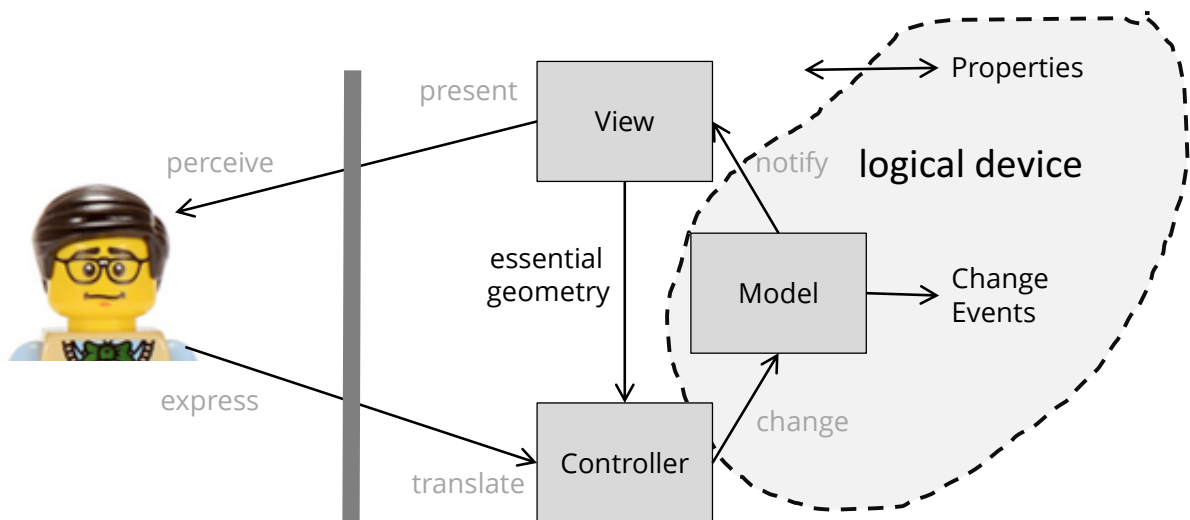 present
View
Properties
perceive
notify
logical device
essential
geometry
Model
Change
Events
express
change
Controller
translate